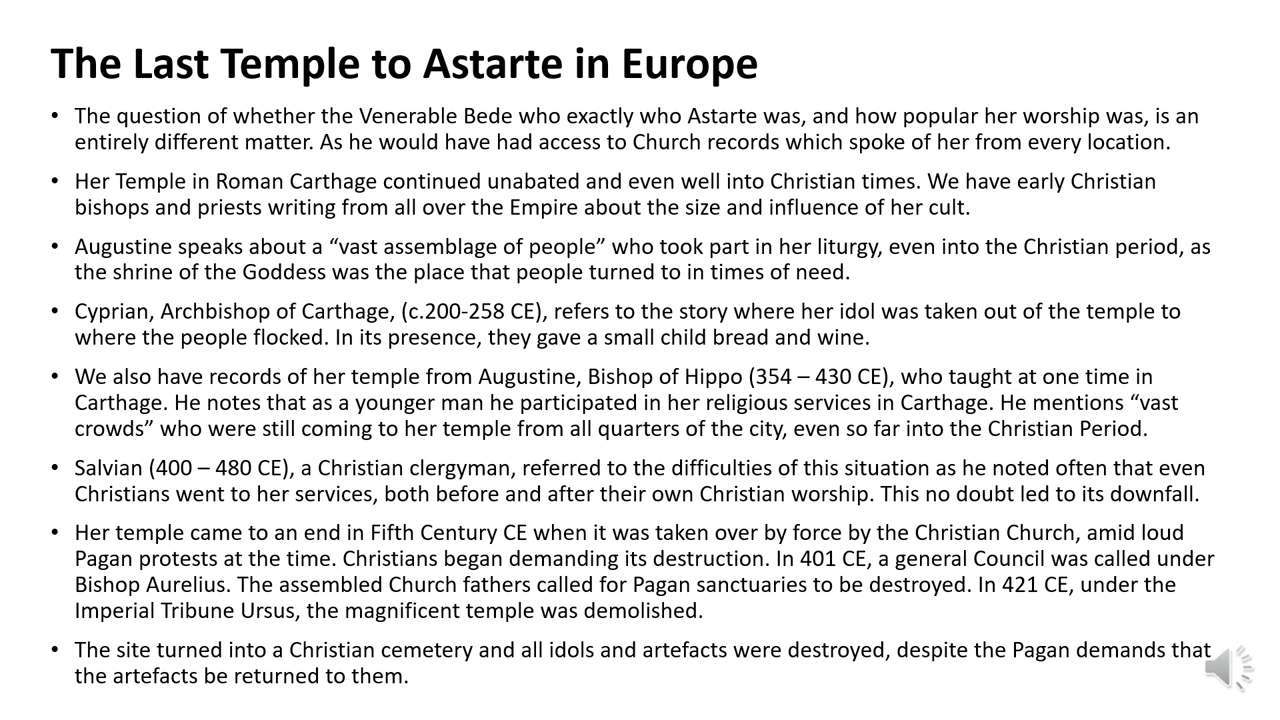 The Last Temple to Astarte in Europe
• The question of whether the Venerable Bede who exactly who Astarte was, and how popular her worship was, is an
entirely different matter. As he would have had access to Church records which spoke of her from every location.
• Her Temple in Roman Carthage continued unabated and even well into Christian times. We have early Christian
bishops and priests writing from all over the Empire about the size and influence of her cult.
• Augustine speaks about a “vast assemblage of people” who took part in her liturgy, even into the Christian period, as
the shrine of the Goddess was the place that people turned to in times of need.
• Cyprian, Archbishop of Carthage, (c.200-258 CE), refers to the story where her idol was taken out of the temple to
where the people flocked. In its presence, they gave a small child bread and wine.
• We also have records of her temple from Augustine, Bishop of Hippo (354 – 430 CE), who taught at one time in
Carthage. He notes that as a younger man he participated in her religious services in Carthage. He mentions “vast
crowds” who were still coming to her temple from all quarters of the city, even so far into the Christian Period.
• Salvian (400 – 480 CE), a Christian clergyman, referred to the difficulties of this situation as he noted often that even
Christians went to her services, both before and after their own Christian worship. This no doubt led to its downfall.
• Her temple came to an end in Fifth Century CE when it was taken over by force by the Christian Church, amid loud
Pagan protests at the time. Christians began demanding its destruction. In 401 CE, a general Council was called under
Bishop Aurelius. The assembled Church fathers called for Pagan sanctuaries to be destroyed. In 421 CE, under the
Imperial Tribune Ursus, the magnificent temple was demolished.
• The site turned into a Christian cemetery and all idols and artefacts were destroyed, despite the Pagan demands that
the artefacts be returned to them.